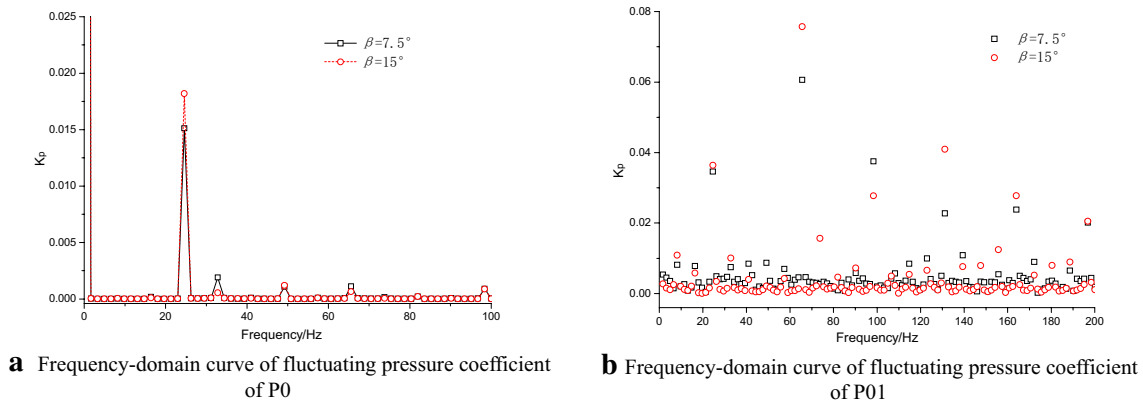 0.025
0.020
0.015
0.010
0.005
0.000
Kp
0 20 40 60 80 100
Frequency/Hz
β=7.5°
β=15°
a Frequency-domain curve of fluctuating pressure coefficient
of P0
0.08
0.06
0.04
0.02
0.00
Kp
0 20 40 60 80 100 120 140 160 180 200
Frequency/Hz
β=7.5°
β=15°
b Frequency-domain curve of fluctuating pressure coefficient
of P01